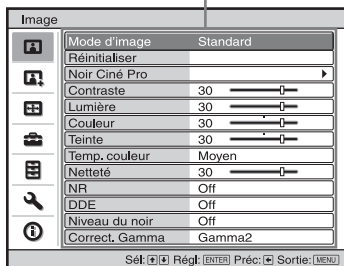 Image
Mode d'image Standard
Réinitialiser
Noir Ciné Pro
Contraste 30
Lumière 30
Couleur 30
Teinte 30
Temp. couleur Moyen
Netteté 30
NR Off
DDE Off
Niveau du noir Off
Correct. Gamma Gamma2
Sél: Régl: ENTER Préc: Sortie: MENU